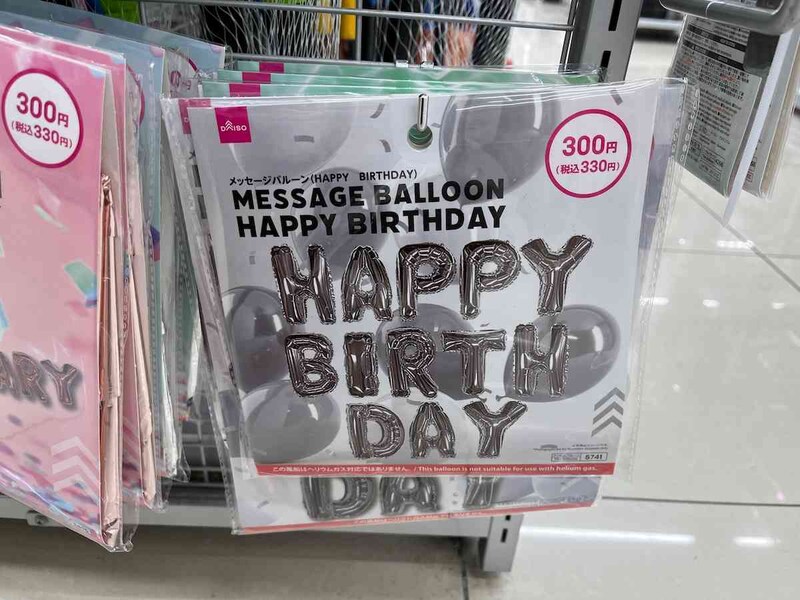 300円
(税込330円)
DAISO
300円
(税込330円)
メッセージバルーン(HAPPY BIRTHDAY)
MESSAGE BALLOON
HAPPY BIRTHDAY
HAPPY
BIRTH
DAY
ARY
この商品はヘリウムガス対応ではありません。 / This balloon is not suitable for use with helium gas.
6741
DAY